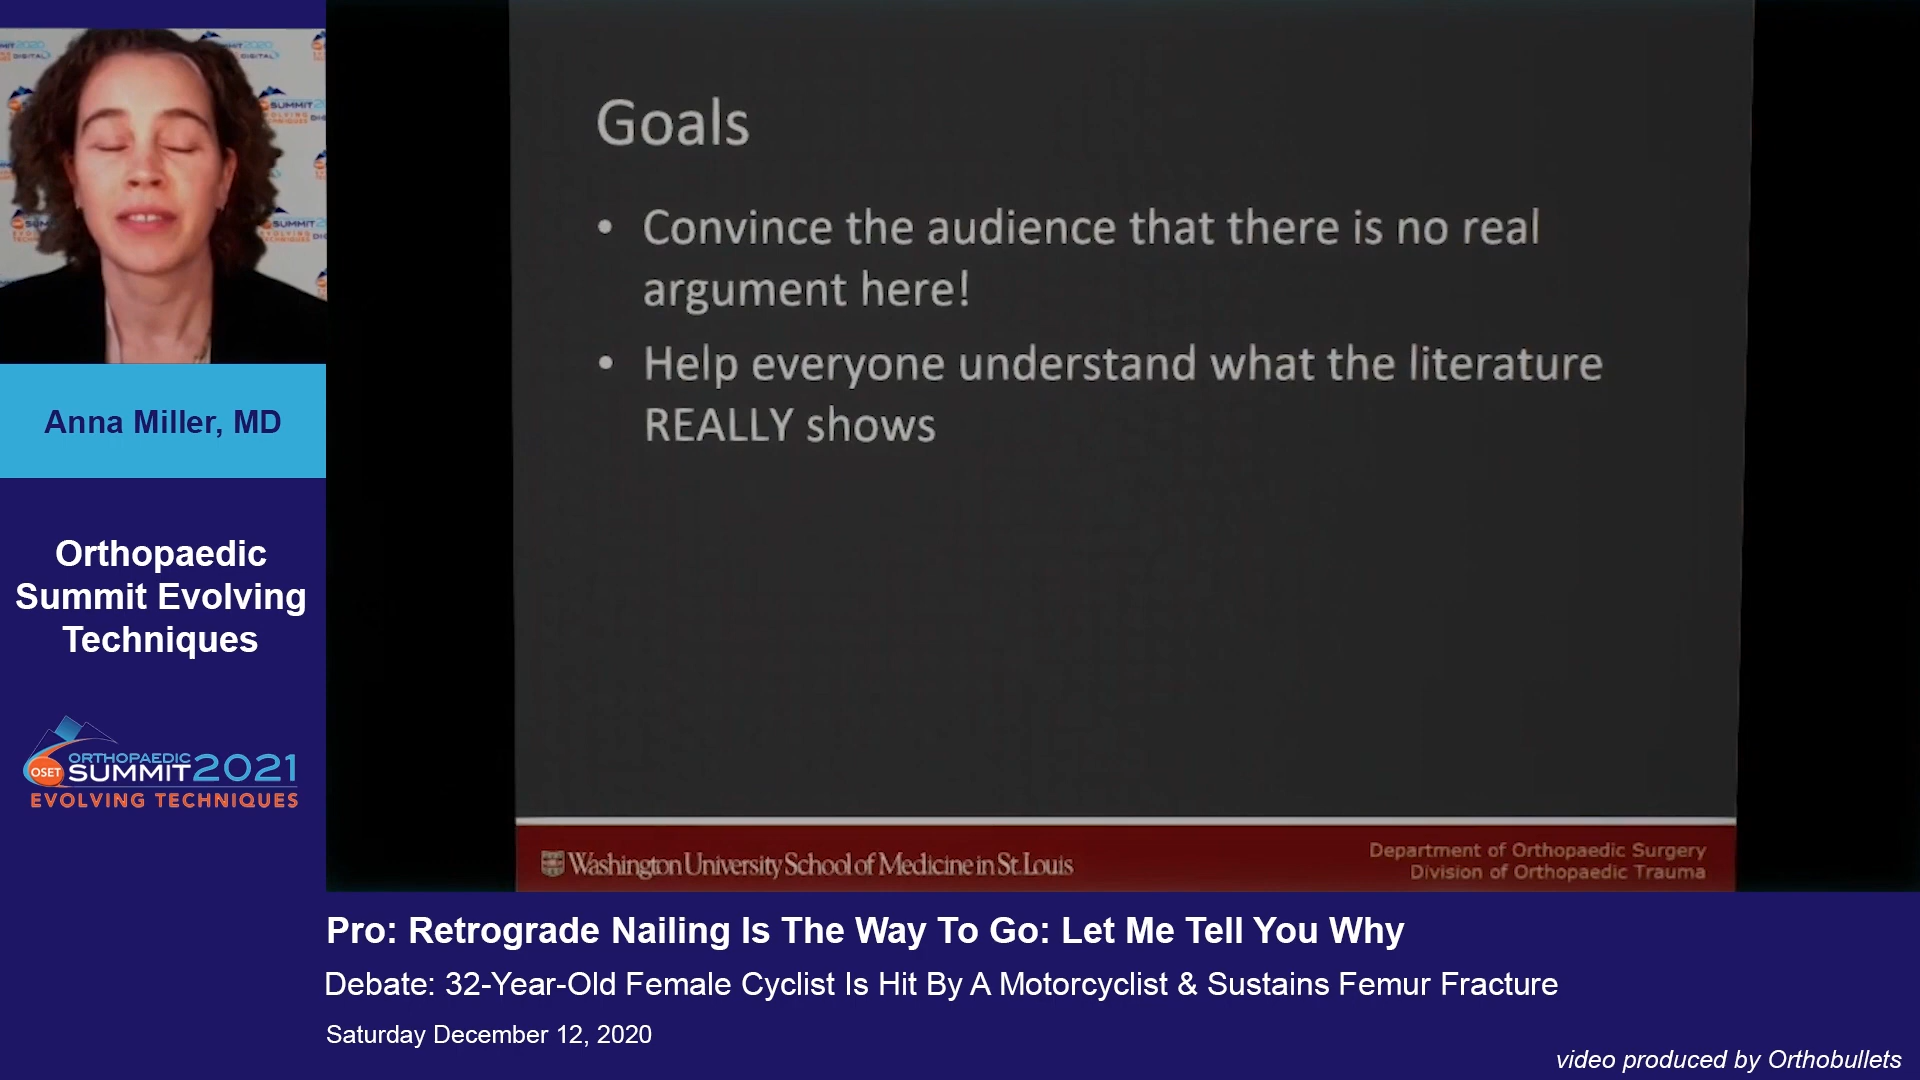 Goals
• Convince the audience that there is no real
argument here!
• Help everyone understand what the literature
REALLY shows
Washington University School of Medicine in St. Louis
Department of Orthopaedic Surgery
Division of Orthopaedic Trauma
Anna Miller, MD
Orthopaedic
Summit Evolving
Techniques
OSET
ORTHOPAEDIC
SUMMIT 2021
EVOLVING TECHNIQUES
Pro: Retrograde Nailing Is The Way To Go: Let Me Tell You Why
Debate: 32-Year-Old Female Cyclist Is Hit By A Motorcyclist & Sustains Femur Fracture
Saturday December 12, 2020
video produced by Orthobullets